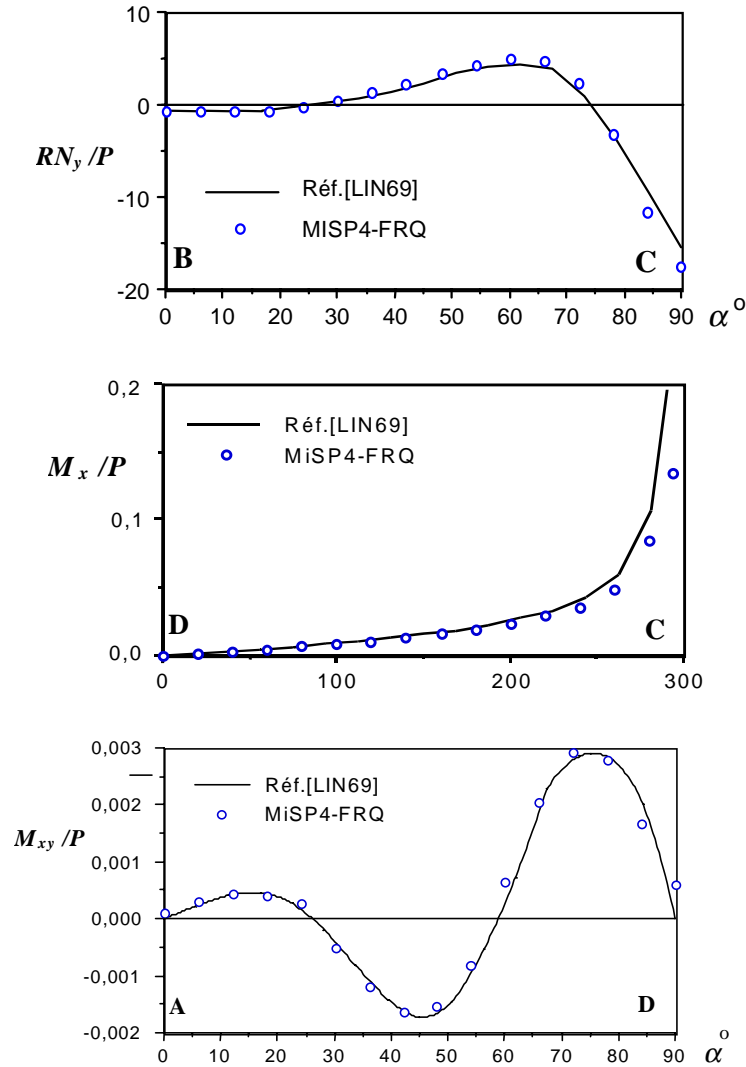 10
0
RNy /P
Réf.[LIN69]
-10
MISP4-FRQ
B
C
-20
0 10 20 30 40 50 60 70 80 90 α°
0,2
Réf.[LIN69]
Mx /P
MiSP4-FRQ
0,1
D
C
0,0
0 100 200 300
0,003
Réf.[LIN69]
0,002
MiSP4-FRQ
Mxy /P
0,001
0,000
-0,001
A
D
-0,002
0 10 20 30 40 50 60 70 80 90 α°